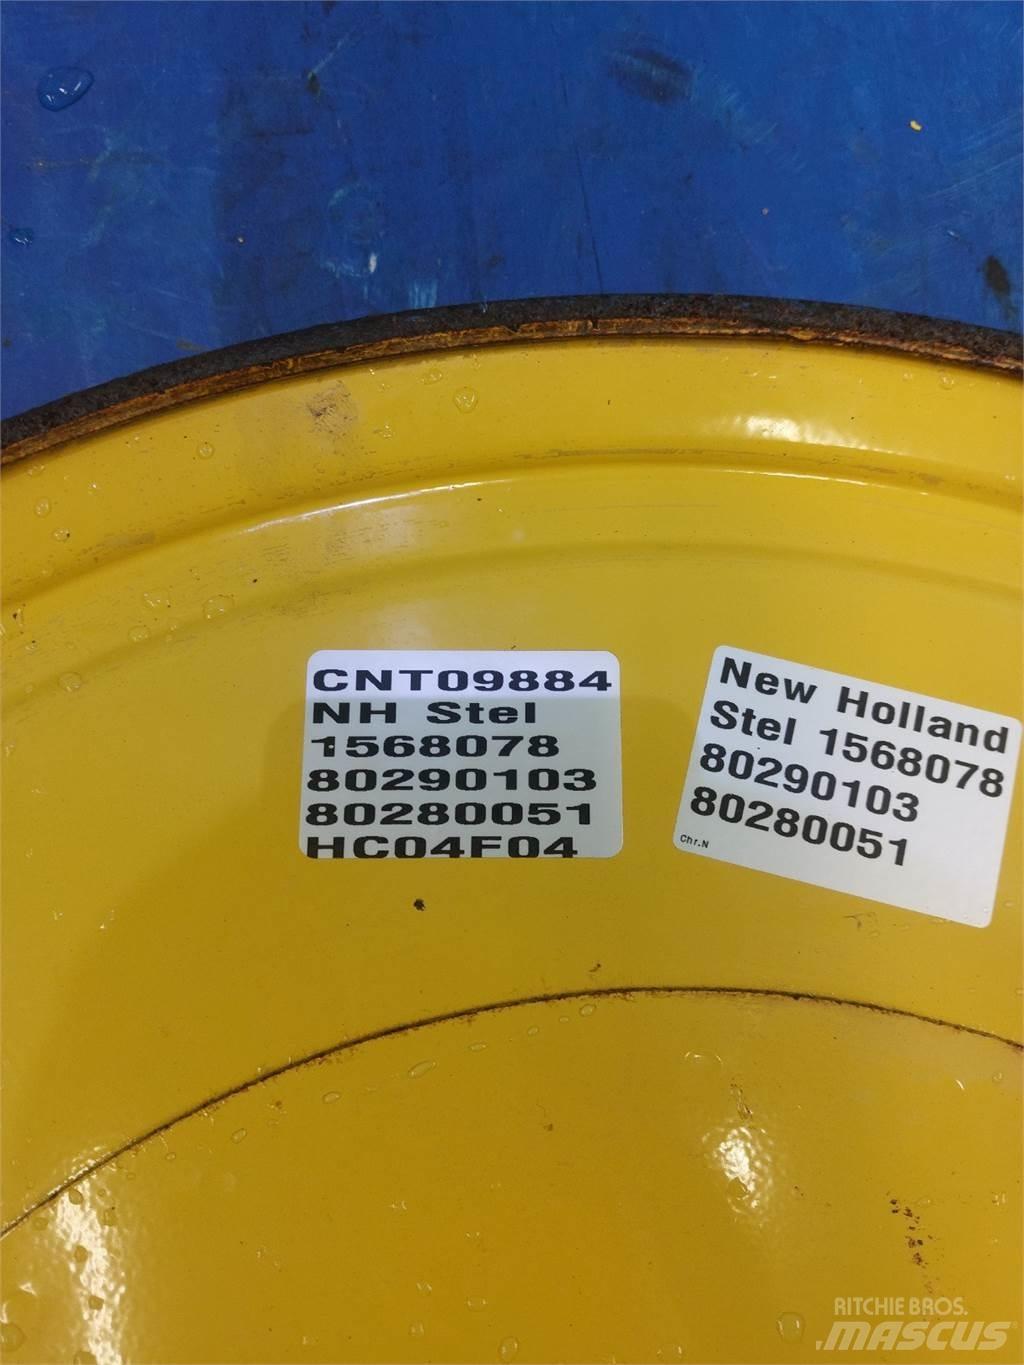 CNT09884
NH Stel
1568078
80290103
80280051
HC04F04
New Holland
Stel 1568078
80290103
80280051
Chr.N
RITCHIE BROS.
MASCUS